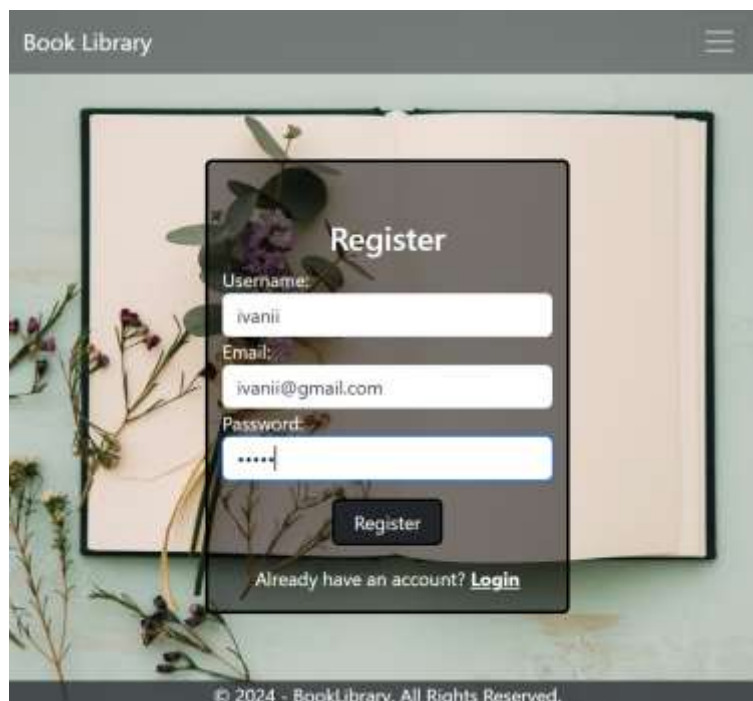 Book Library
Register
Username:
ivanii
Email:
ivanii@gmail.com
Password:
•••••
Register
Already have an account? Login
© 2024 - BookLibrary. All Rights Reserved.